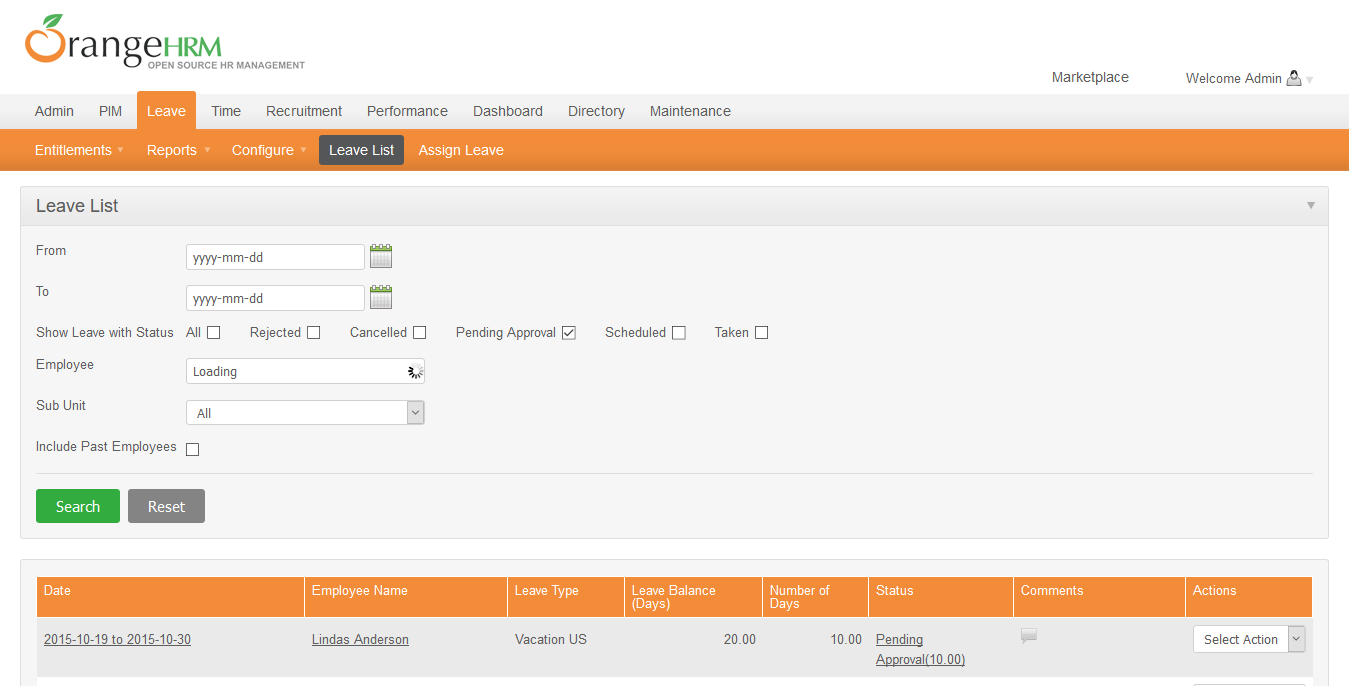 OrangeHRM
OPEN SOURCE HR MANAGEMENT
Marketplace
Welcome Admin
Admin PIM Leave Time Recruitment Performance Dashboard Directory Maintenance
Entitlements Reports Configure Leave List Assign Leave
Leave List
From
yyyy-mm-dd
To
yyyy-mm-dd
Show Leave with Status All Rejected Cancelled Pending Approval Scheduled Taken
Employee
Loading
Sub Unit
All
Include Past Employees
Search Reset
Date Employee Name Leave Type Leave Balance (Days) Number of Days Status Comments Actions
2015-10-19 to 2015-10-30 Lindas Anderson Vacation US 20.00 10.00 Pending Approval(10.00) Select Action